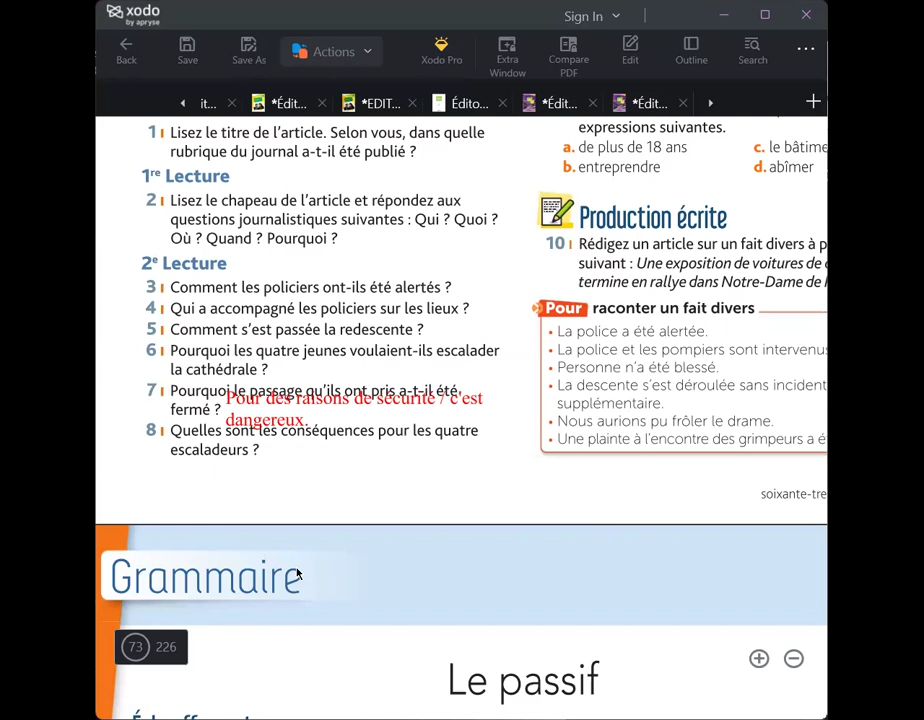 xodo
by apryse
Sign In
Back
Save
Save As
Actions
Xodo Pro
Extra Window
Compare PDF
Edit
Outline
Search
it...
*Édit...
*EDIT...
Édito...
*Édit...
*Édit...
1 Lisez le titre de l'article. Selon vous, dans quelle
rubrique du journal a-t-il été publié ?
1re Lecture
2 Lisez le chapeau de l'article et répondez aux
questions journalistiques suivantes : Qui ? Quoi ?
Où ? Quand ? Pourquoi ?
2e Lecture
3 Comment les policiers ont-ils été alertés ?
4 Qui a accompagné les policiers sur les lieux ?
5 Comment s'est passée la redescente ?
6 Pourquoi les quatre jeunes voulaient-ils escalader
la cathédrale ?
7 Pourquoi le passage qu'ils ont pris a-t-il été
fermé ?
Pour des raisons de sécurité / c'est
dangereux.
8 Quelles sont les conséquences pour les quatre
escaladeurs ?
expressions suivantes.
a. de plus de 18 ans
c. le bâtime
b. entreprendre
d. abîmer
Production écrite
10 Rédigez un article sur un fait divers à p
suivant : Une exposition de voitures de
termine en rallye dans Notre-Dame de
Pour raconter un fait divers
• La police a été alertée.
• La police et les pompiers sont intervenus
• Personne n'a été blessé.
• La descente s'est déroulée sans incident
supplémentaire.
• Nous aurions pu frôler le drame.
• Une plainte à l'encontre des grimpeurs a é
soixante-tre
Grammaire
73 226
Le passif